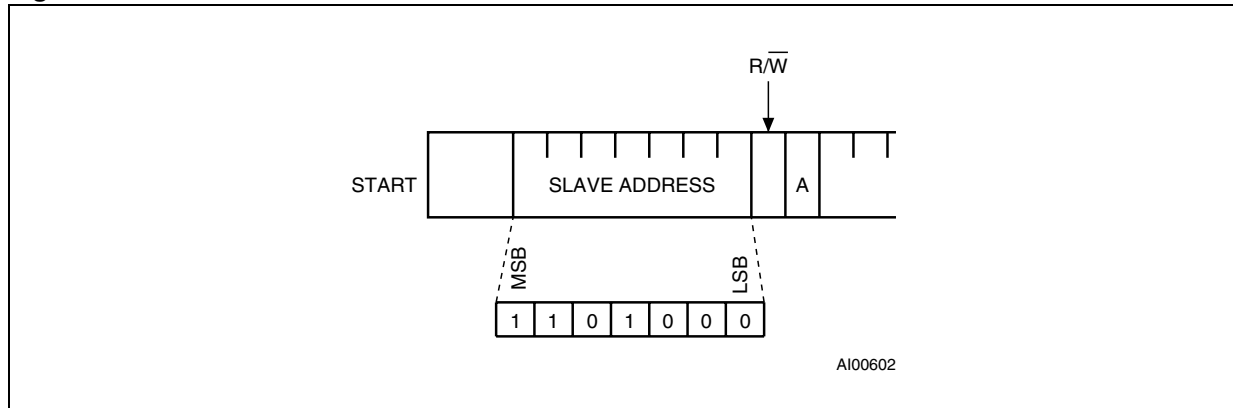 R/W̅
START
SLAVE ADDRESS
A
MSB
LSB
1 1 0 1 0 0 0
AI00602